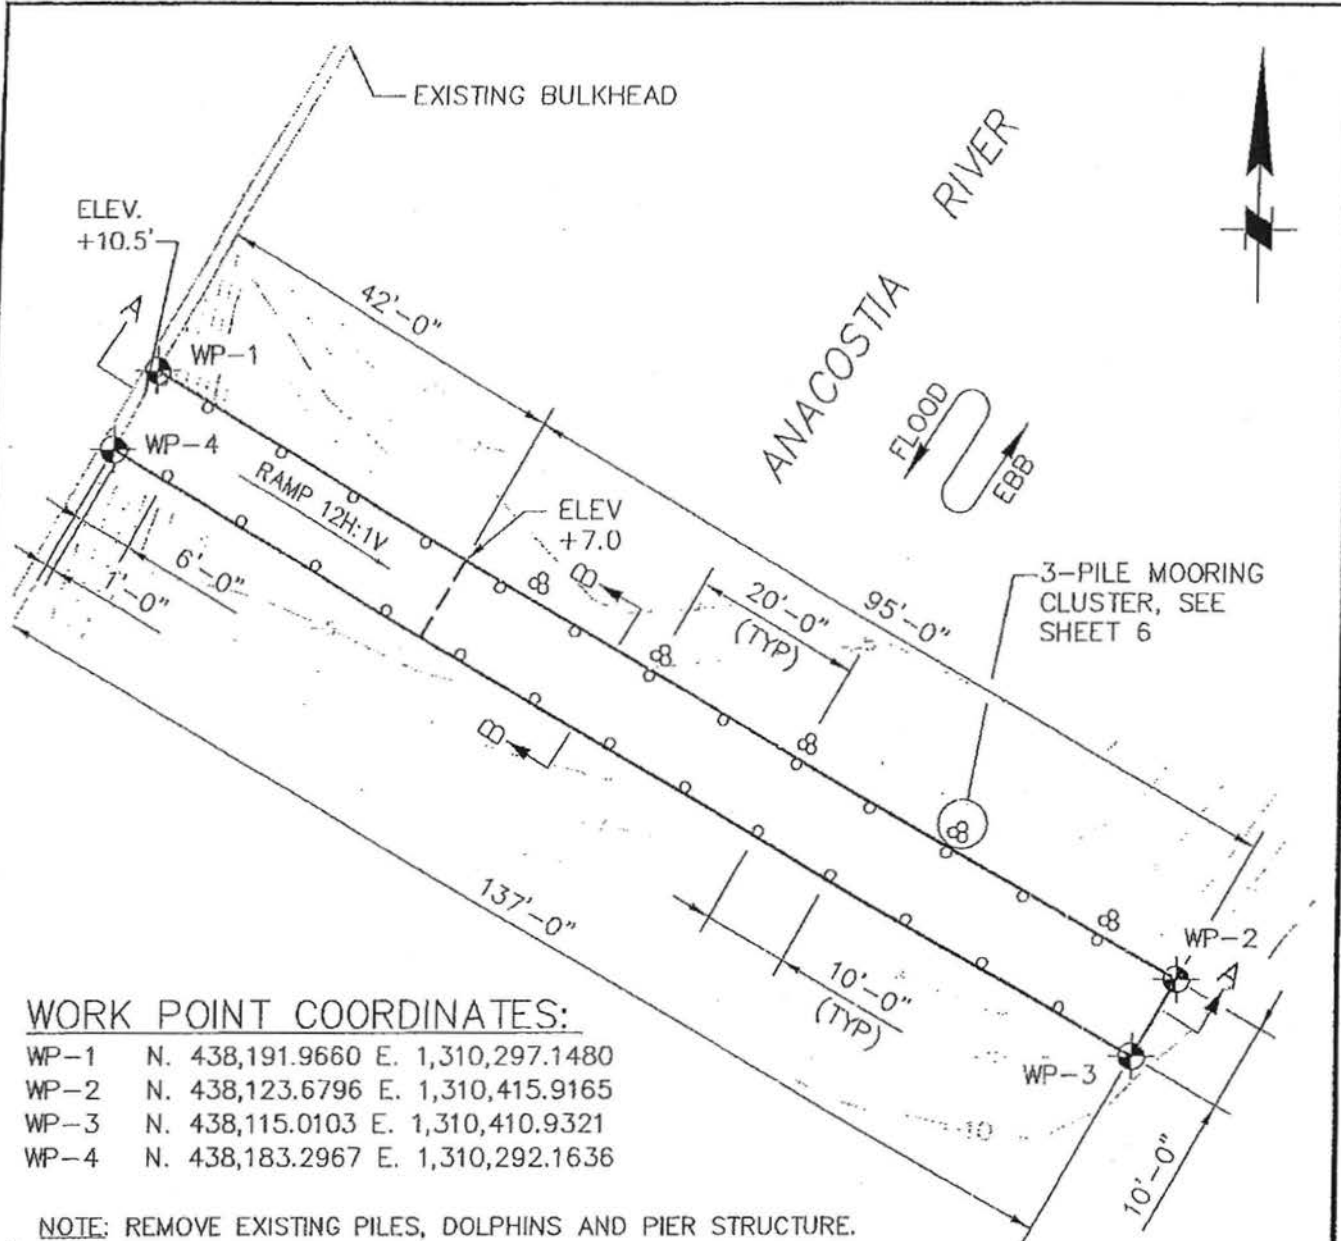 EXISTING BULKHEAD
RIVER
ANACOSTIA
N
ELEV.
+10.5'
A
42'-0"
WP-1
WP-4
FLOOD
EBB
RAMP 12H:1V
ELEV
+7.0
B
6'-0"
1'-0"
20'-0"
(TYP)
95'-0"
3-PILE MOORING
CLUSTER, SEE
SHEET 6
B
137'-0"
10'-0"
(TYP)
WP-2
A
WP-3
10
10'-0"
WORK POINT COORDINATES:
WP-1 N. 438,191.9660 E. 1,310,297.1480
WP-2 N. 438,123.6796 E. 1,310,415.9165
WP-3 N. 438,115.0103 E. 1,310,410.9321
WP-4 N. 438,183.2967 E. 1,310,292.1636
NOTE: REMOVE EXISTING PILES, DOLPHINS AND PIER STRUCTURE.